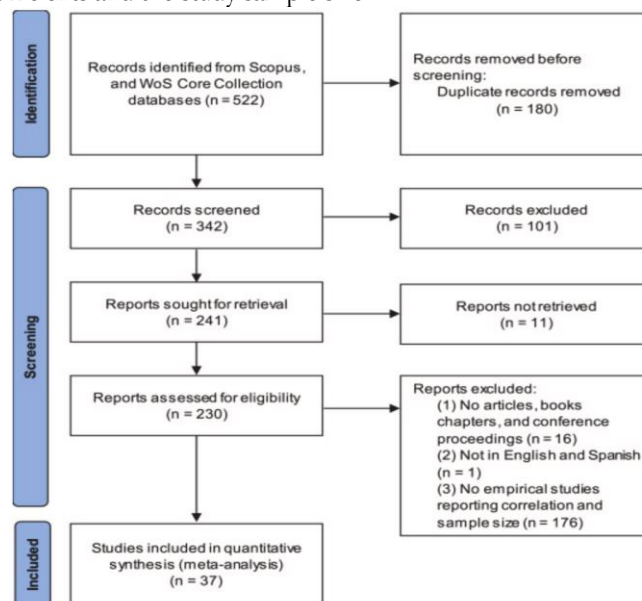 Identification
Records identified from Scopus,
and WoS Core Collection
databases (n = 522)
Records removed before
screening:
Duplicate records removed
(n = 180)
Screening
Records screened
(n = 342)
Records excluded
(n = 101)
Reports sought for retrieval
(n = 241)
Reports not retrieved
(n = 11)
Reports assessed for eligibility
(n = 230)
Reports excluded:
(1) No articles, books
chapters, and conference
proceedings (n = 16)
(2) Not in English and Spanish
(n = 1)
(3) No empirical studies
reporting correlation and
sample size (n = 176)
Included
Studies included in quantitative
synthesis (meta-analysis)
(n = 37)